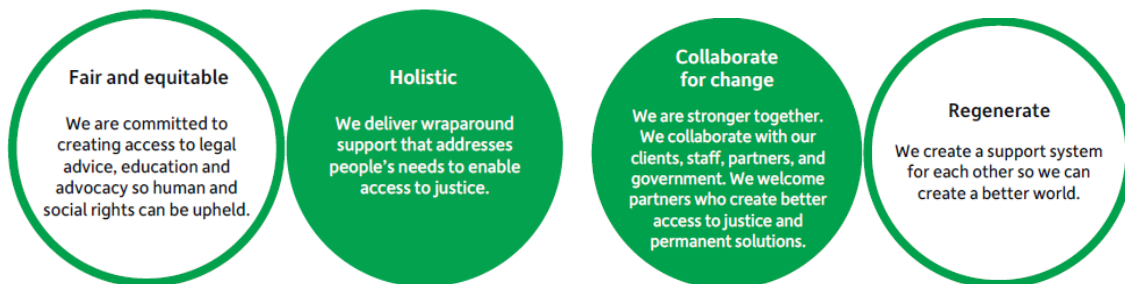 Fair and equitable
We are committed to
creating access to legal
advice, education and
advocacy so human and
social rights can be upheld.
Holistic
We deliver wraparound
support that addresses
people's needs to enable
access to justice.
Collaborate
for change
We are stronger together.
We collaborate with our
clients, staff, partners, and
government. We welcome
partners who create better
access to justice and
permanent solutions.
Regenerate
We create a support system
for each other so we can
create a better world.